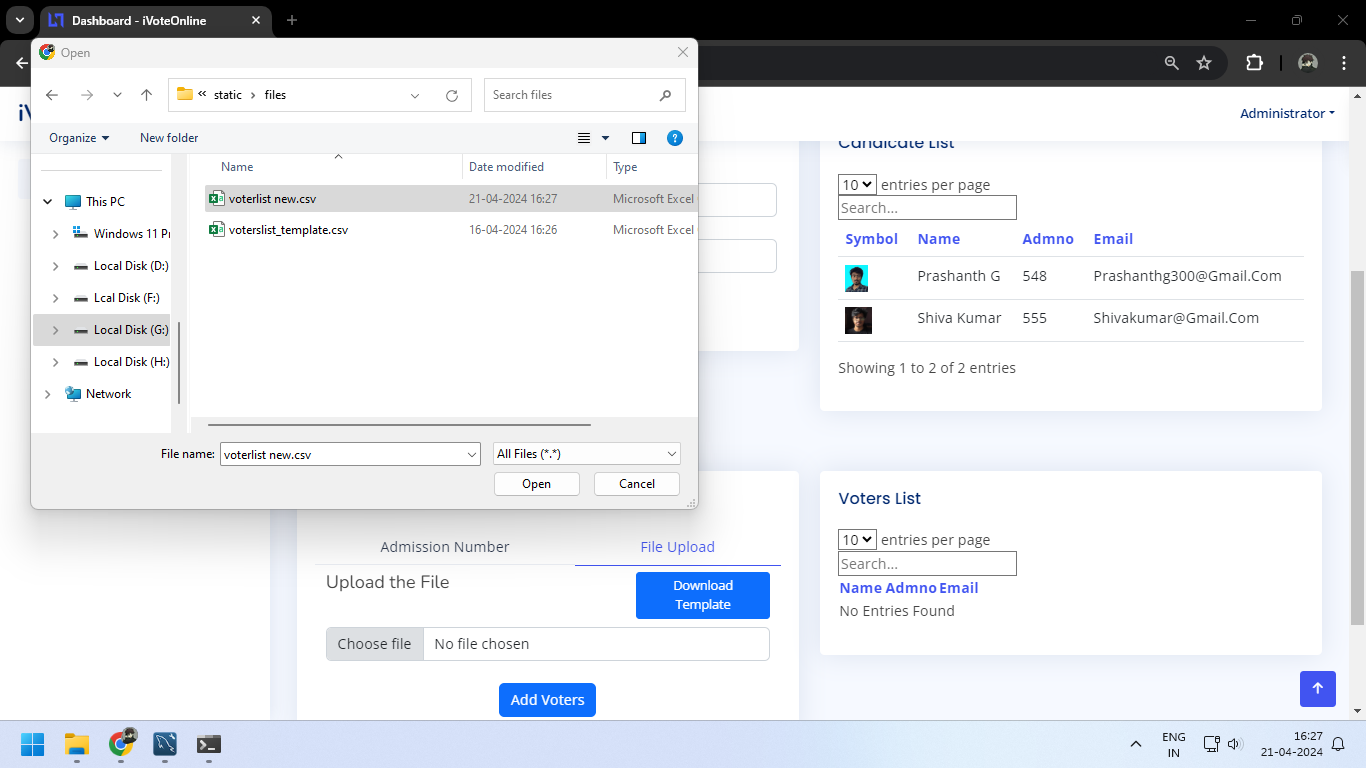 Dashboard - iVoteOnline
Open
static
files
Search files
iV
Administrator
Organize
New folder
Name
Date modified
Type
This PC
Windows 11 Pr
Local Disk (D:)
Lcal Disk (F:)
Local Disk (G:)
Local Disk (H:)
Network
voterlist new.csv
21-04-2024 16:27
Microsoft Excel
voterslist_template.csv
16-04-2024 16:26
Microsoft Excel
File name:
voterlist new.csv
All Files (*.*)
Open
Cancel
Candicate List
10 entries per page
Search...
Symbol Name Admno Email
Prashanth G 548 Prashanthg300@Gmail.Com
Shiva Kumar 555 Shivakumar@Gmail.Com
Showing 1 to 2 of 2 entries
Admission Number
File Upload
Upload the File
Download
Template
Choose file No file chosen
Add Voters
Voters List
10 entries per page
Search...
Name Admno Email
No Entries Found
ENG
IN
16:27
21-04-2024